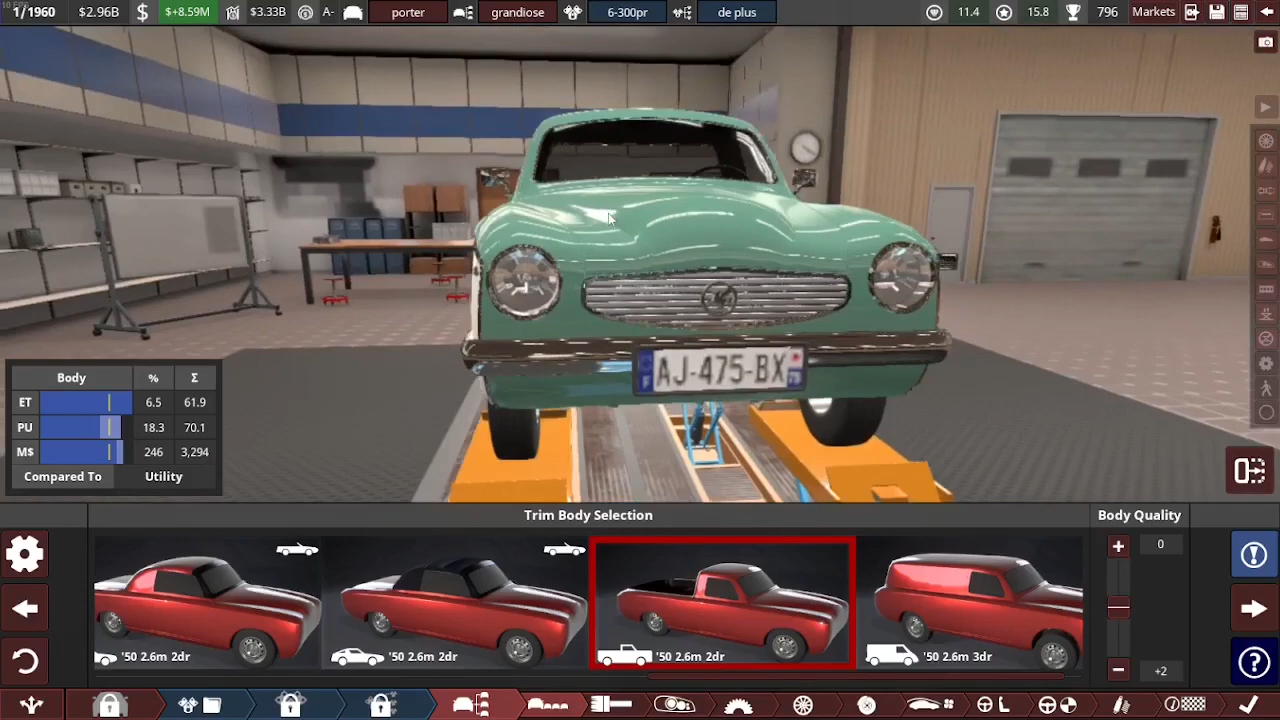 1/1960 $2.96B $ $+8.59M $3.33B A- porter grandiose 6-300pr de plus 11.4 15.8 796 Markets
AJ-475-BX
F
Body % Σ
ET 6.5 61.9
PU 18.3 70.1
M$ 246 3,294
Compared To Utility
Trim Body Selection
Body Quality
+ 0
- +2
'50 2.6m 2dr
'50 2.6m 2dr
'50 2.6m 2dr
'50 2.6m 3dr